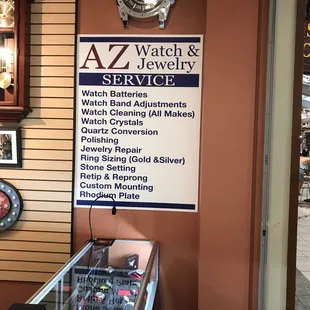 AZ Watch &
Jewelry
SERVICE
Watch Batteries
Watch Band Adjustments
Watch Cleaning (All Makes)
Watch Crystals
Quartz Conversion
Polishing
Jewelry Repair
Ring Sizing (Gold &Silver)
Stone Setting
Retip & Reprong
Custom Mounting
Rhodium Plate